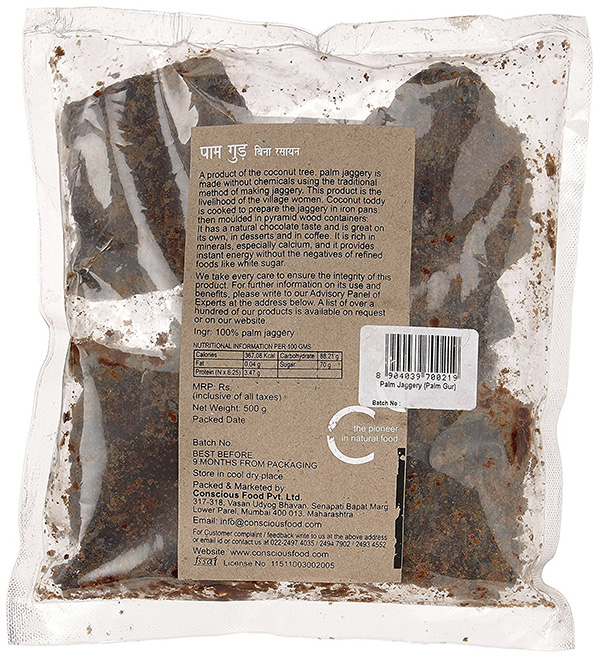 पाम गुड़ बिना रसायन
A product of the coconut tree, palm jaggery is
made without chemicals using the traditional
method of making jaggery. This product is the
livelihood of the village women. Coconut toddy
is cooked to prepare the jaggery in iron pans
then moulded in pyramid wood containers.
It has a natural chocolate taste and is great on
its own, in desserts and in coffee. It is rich in
minerals, especially calcium, and it provides
instant energy without the negatives of refined
foods like white sugar.
We take every care to ensure the integrity of this
product. For further information on its use and
benefits, please write to our Advisory Panel of
Experts at the address below. A list of over a
hundred of our products is available on request
or on our website
Ingr: 100% palm jaggery
NUTRITIONAL INFORMATION PER 100 GMS
Calories 367.08 Kcal Carbohydrate 88.21 g
Fat 0.04 g Sugar 70 g
Protein (N x 6.25) 3.47 g
8 904039 700219
Palm Jaggery (Palm Gur)
Batch No :
MRP: Rs.
(inclusive of all taxes)
Net Weight: 500 g
Packed Date
the pioneer
in natural food
Batch No.
BEST BEFORE
9 MONTHS FROM PACKAGING
Store in cool dry place
Packed & Marketed by
Conscious Food Pvt. Ltd.
317-318, Vasan Udyog Bhavan, Senapati Bapat Marg
Lower Parel, Mumbai 400 013, Maharashtra
Email: info@consciousfood.com
For Customer complaint / feedback write to us at the above address
or email id or contact us at 022-2497 4035 / 2494 7902 / 2493 4552
Website: www.consciousfood.com
fssai License No 11511003002005